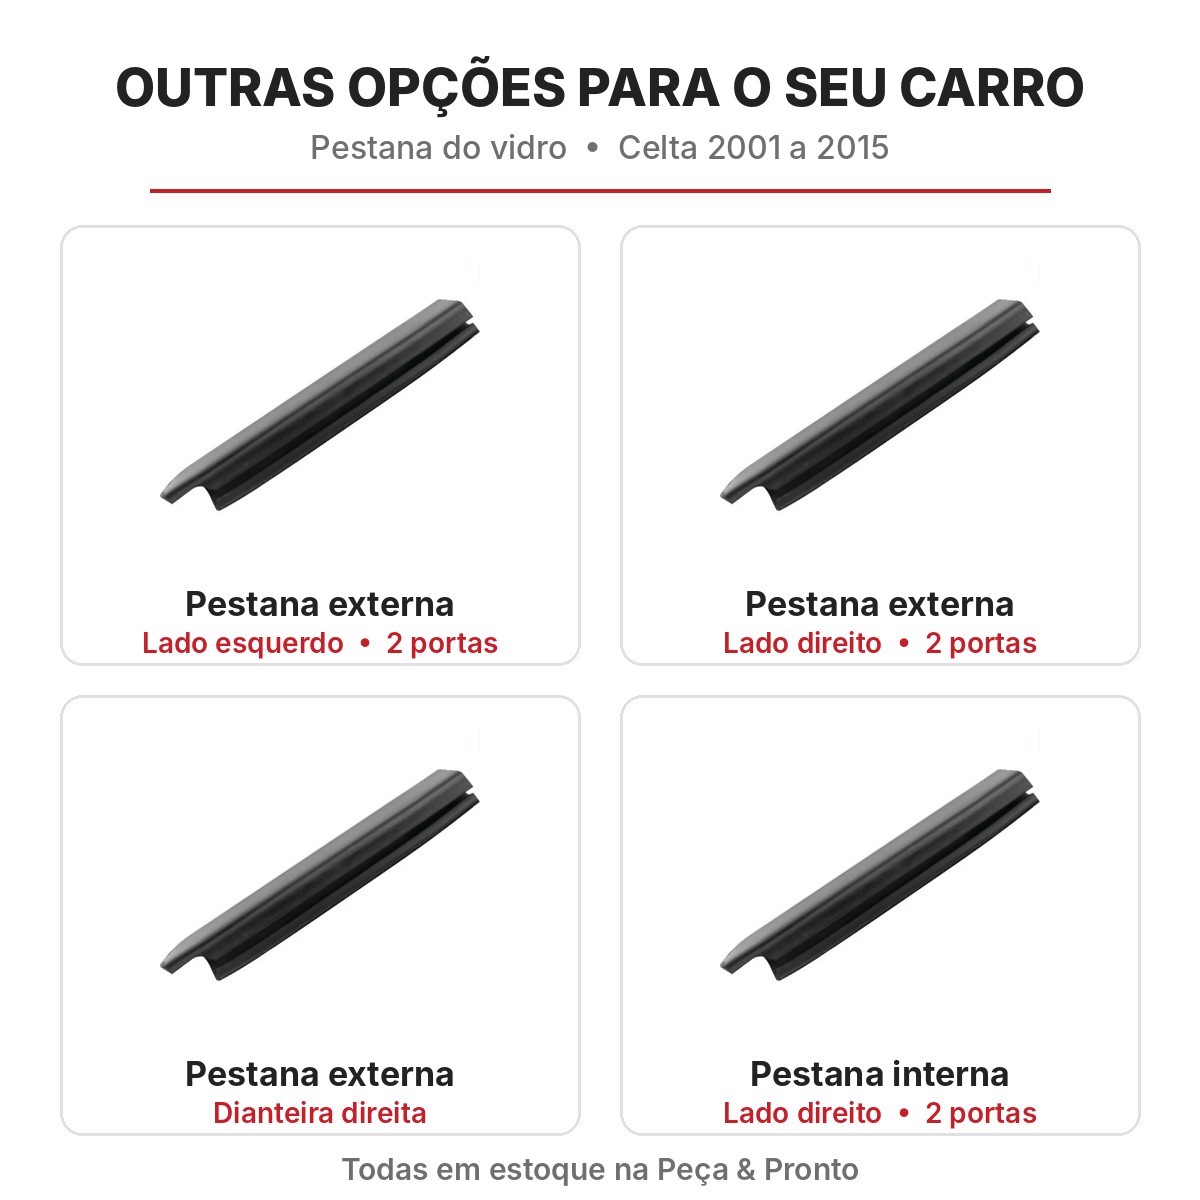 OUTRAS OPÇÕES PARA O SEU CARRO
Pestana do vidro • Celta 2001 a 2015
Pestana externa
Lado esquerdo • 2 portas
Pestana externa
Lado direito • 2 portas
Pestana externa
Dianteira direita
Pestana interna
Lado direito • 2 portas
Todas em estoque na Peça & Pronto